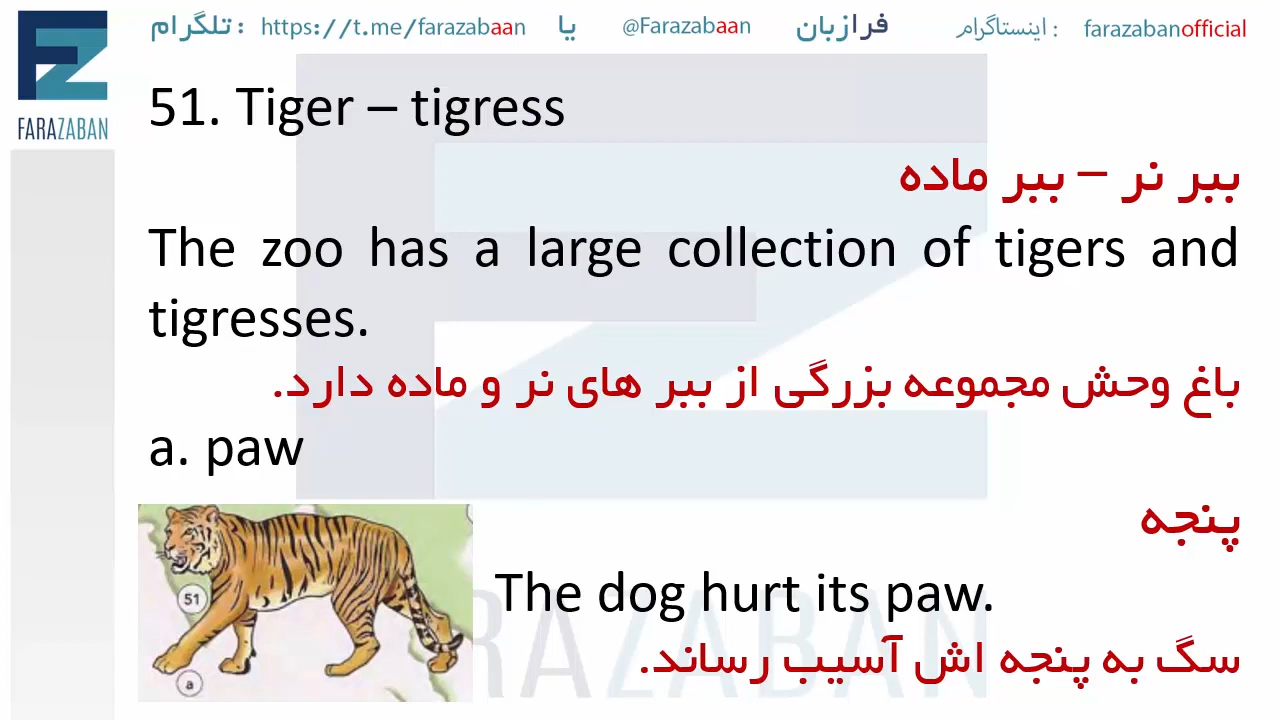 تلگرام : https://t.me/farazabaan یا @Farazabaan فرازبان اینستاگرام : farazabanofficial
FARAZABAN
51. Tiger – tigress
ببر نر – ببر ماده
The zoo has a large collection of tigers and
tigresses.
باغ وحش مجموعه بزرگی از ببر های نر و ماده دارد.
a. paw
پنجه
51
The dog hurt its paw.
سگ به پنجه اش آسیب رساند.
a
RAZABAN